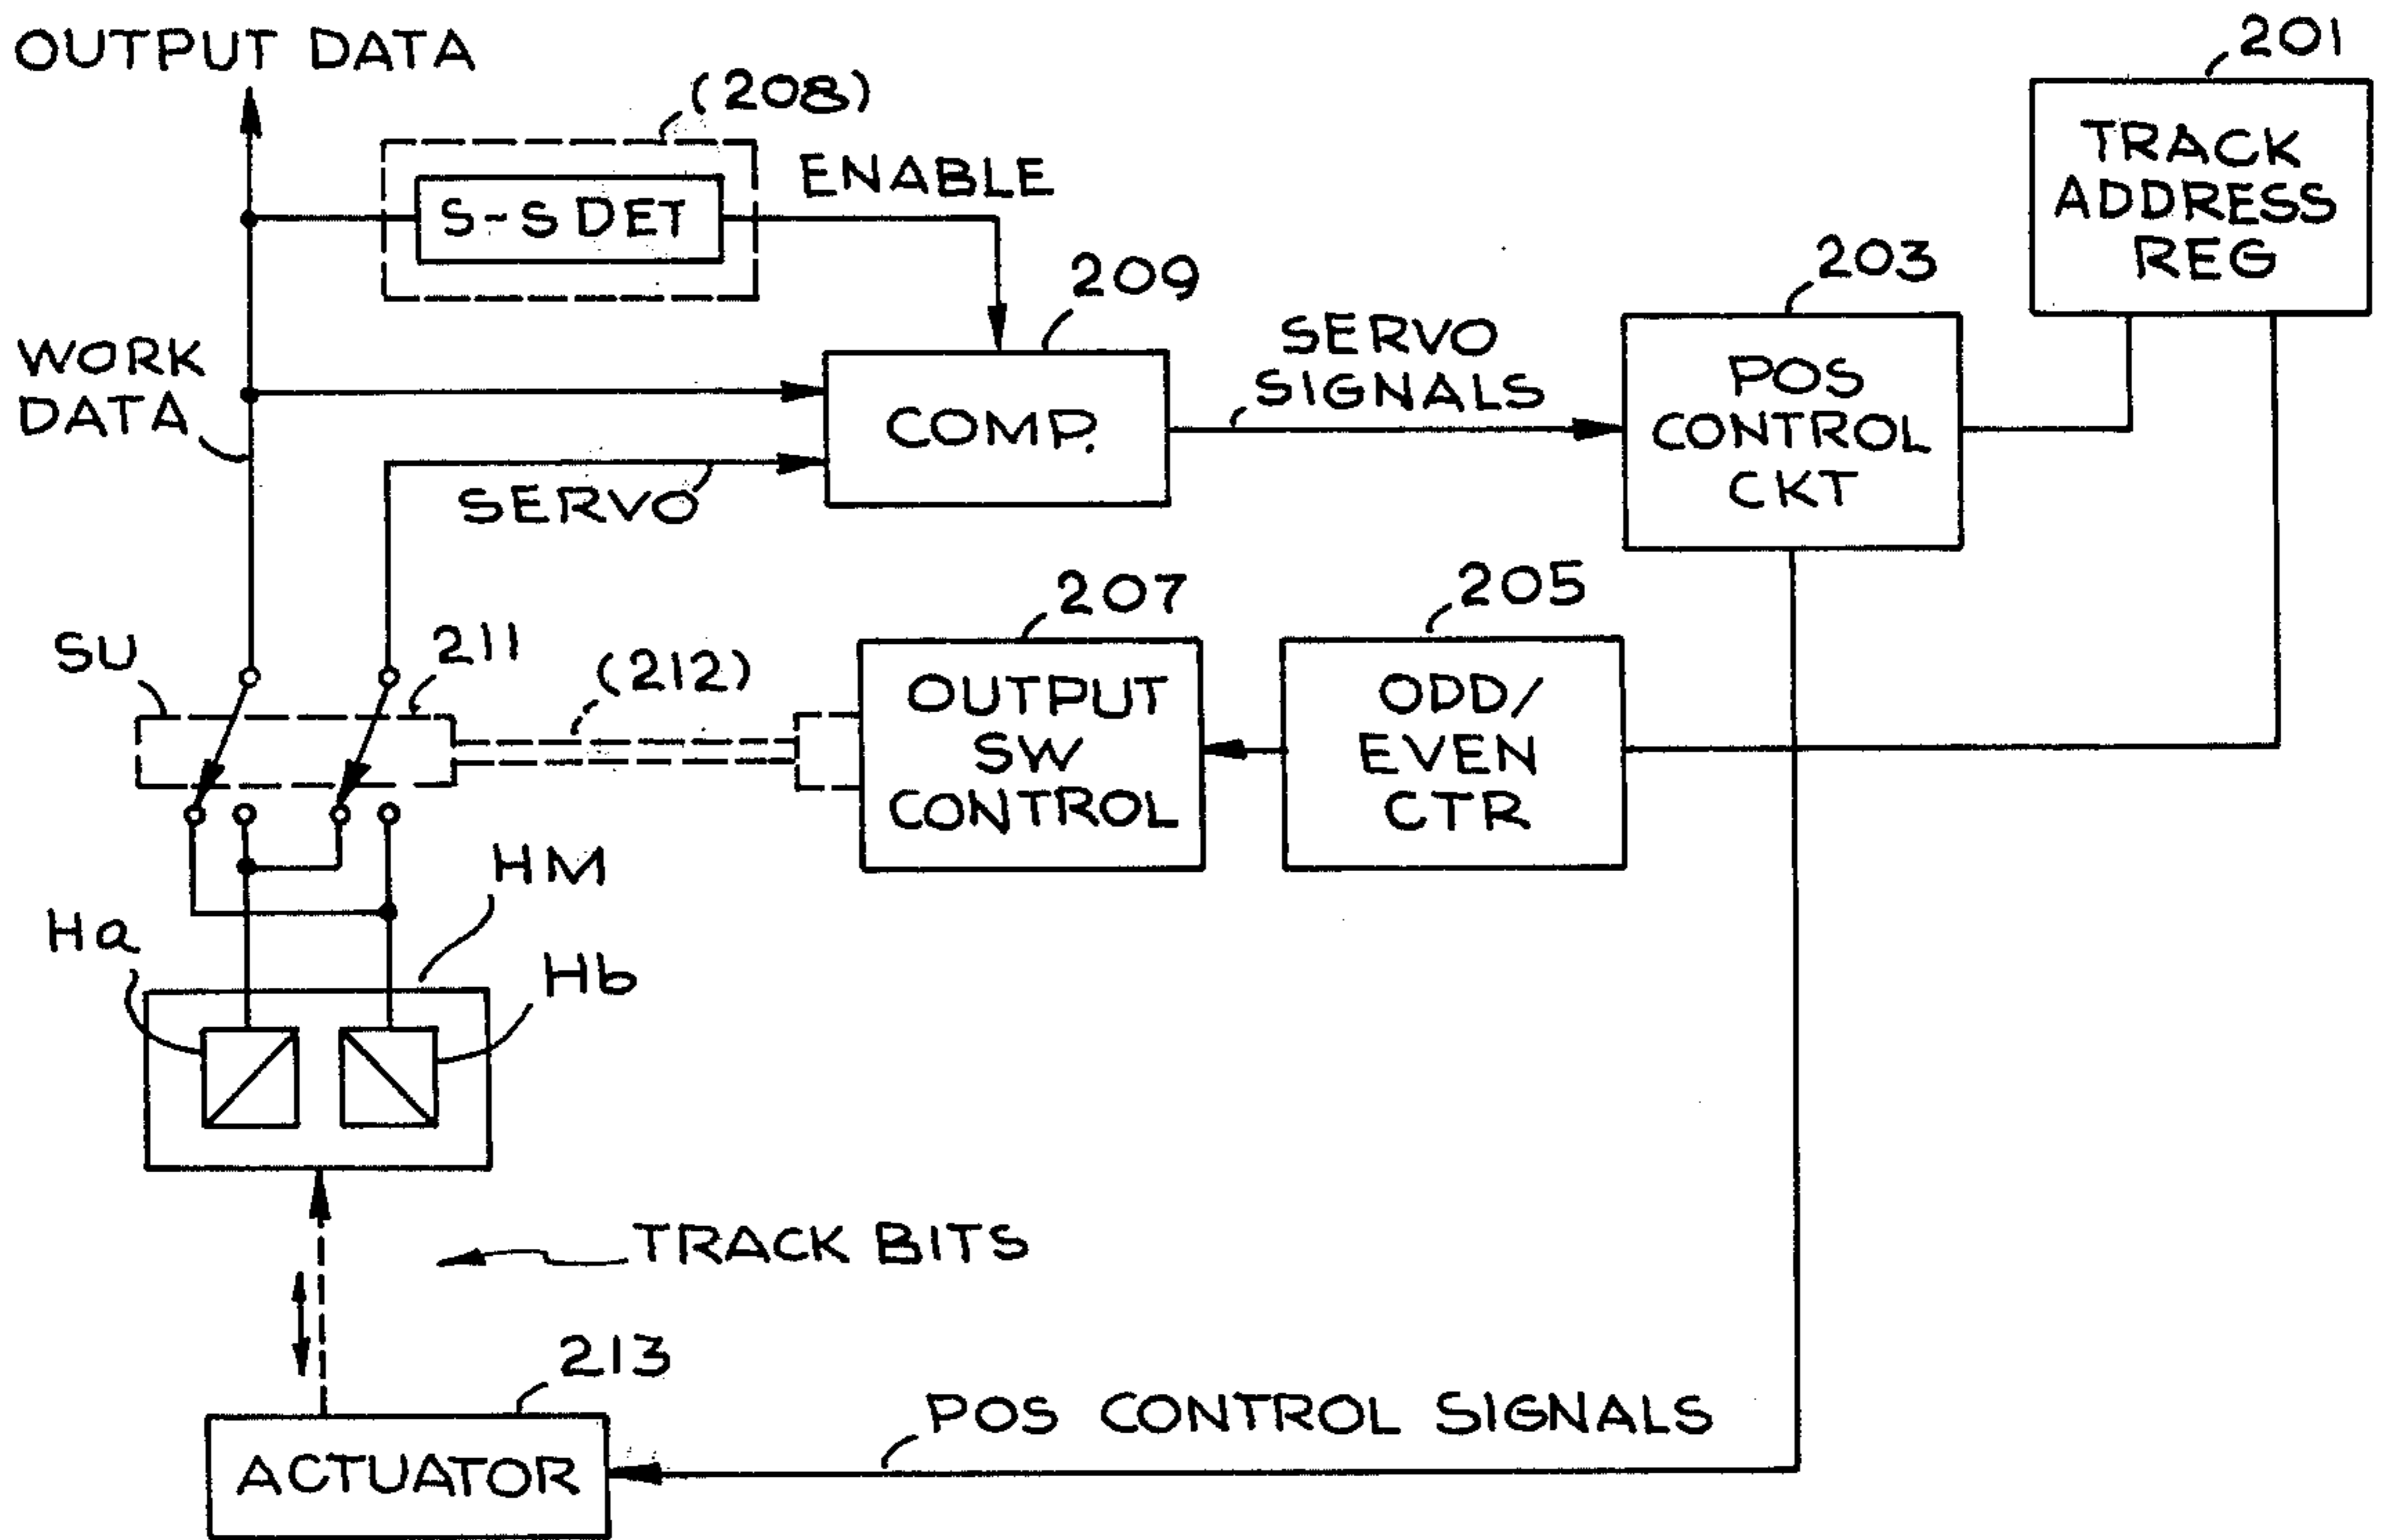 OUTPUT DATA
(208)
201
S-S DET
ENABLE
TRACK
ADDRESS
REG
209
203
WORK
DATA
COMP.
SERVO
SIGNALS
POS
CONTROL
CKT
SERVO
SU
211
(212)
207
205
OUTPUT
SW
CONTROL
ODD/
EVEN
CTR
HM
Ha
Hb
TRACK BITS
213
POS CONTROL SIGNALS
ACTUATOR